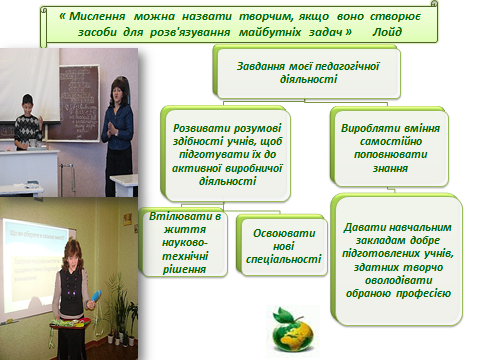 « Мислення можна назвати творчим, якщо воно створює
засоби для розв'язування майбутніх задач » Лойд
Завдання моєї педагогічної
діяльності
Розвивати розумові
здібності учнів, щоб
підготувати їх до
активної виробничої
діяльності
Виробляти вміння
самостійно
поповнювати
знання
Втілювати в
життя
науково-
технічні
рішення
Освоювати
нові
спеціальності
Давати навчальним
закладам добре
підготовлених учнів,
здатних творчо
оволодівати
обраною професією